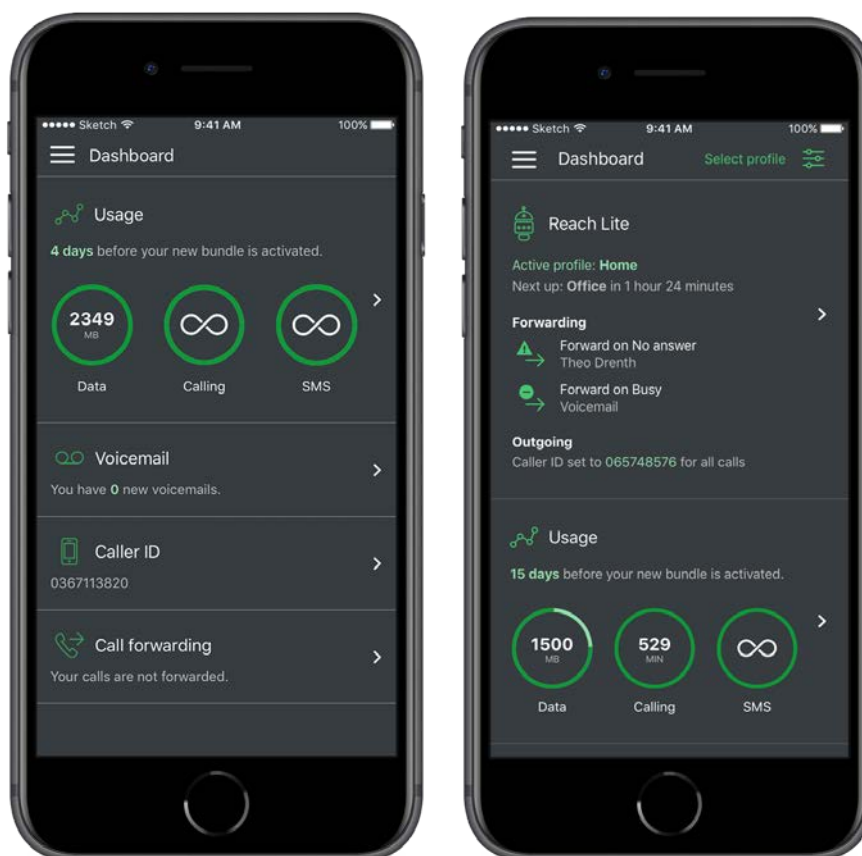 Sketch 9:41 AM 100%
Dashboard
Usage
4 days before your new bundle is activated.
2349
MB
Data Calling SMS
Voicemail
You have 0 new voicemails.
Caller ID
0367113820
Call forwarding
Your calls are not forwarded.
Sketch 9:41 AM 100%
Dashboard Select profile
Reach Lite
Active profile: Home
Next up: Office in 1 hour 24 minutes
Forwarding
Forward on No answer
Theo Drenth
Forward on Busy
Voicemail
Outgoing
Caller ID set to 065748576 for all calls
Usage
15 days before your new bundle is activated.
1500 529
MB MIN
Data Calling SMS